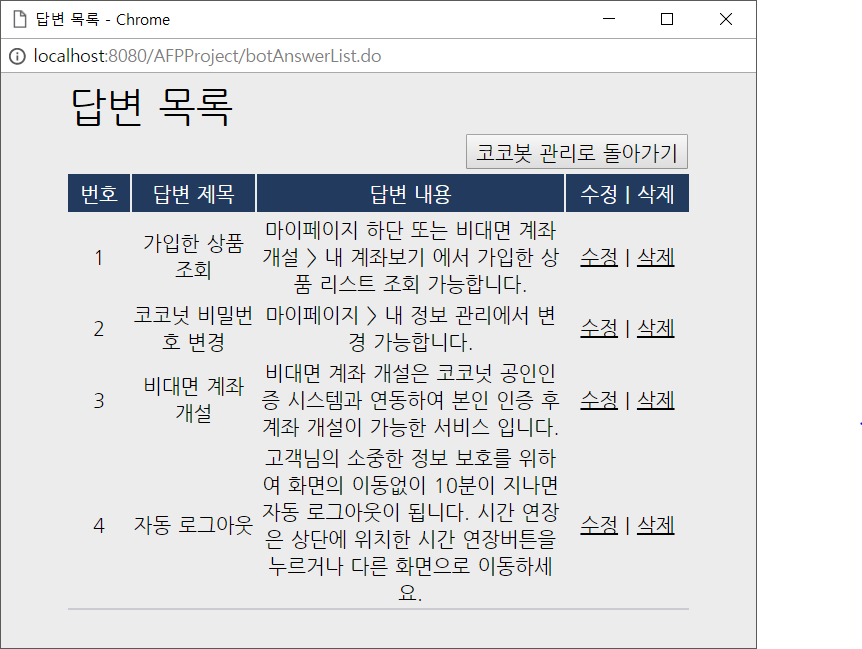 답변 목록 - Chrome
localhost:8080/AFPProject/botAnswerList.do
답변 목록
코코봇 관리로 돌아가기
번호 답변 제목 답변 내용 수정 | 삭제
1 가입한 상품 조회 마이페이지 하단 또는 비대면 계좌 개설 > 내 계좌보기 에서 가입한 상품 리스트 조회 가능합니다. 수정 | 삭제
2 코코넛 비밀번호 변경 마이페이지 > 내 정보 관리에서 변경 가능합니다. 수정 | 삭제
3 비대면 계좌 개설 비대면 계좌 개설은 코코넛 공인인증 시스템과 연동하여 본인 인증 후 계좌 개설이 가능한 서비스 입니다. 수정 | 삭제
4 자동 로그아웃 고객님의 소중한 정보 보호를 위하여 화면의 이동없이 10분이 지나면 자동 로그아웃이 됩니다. 시간 연장은 상단에 위치한 시간 연장버튼을 누르거나 다른 화면으로 이동하세요. 수정 | 삭제